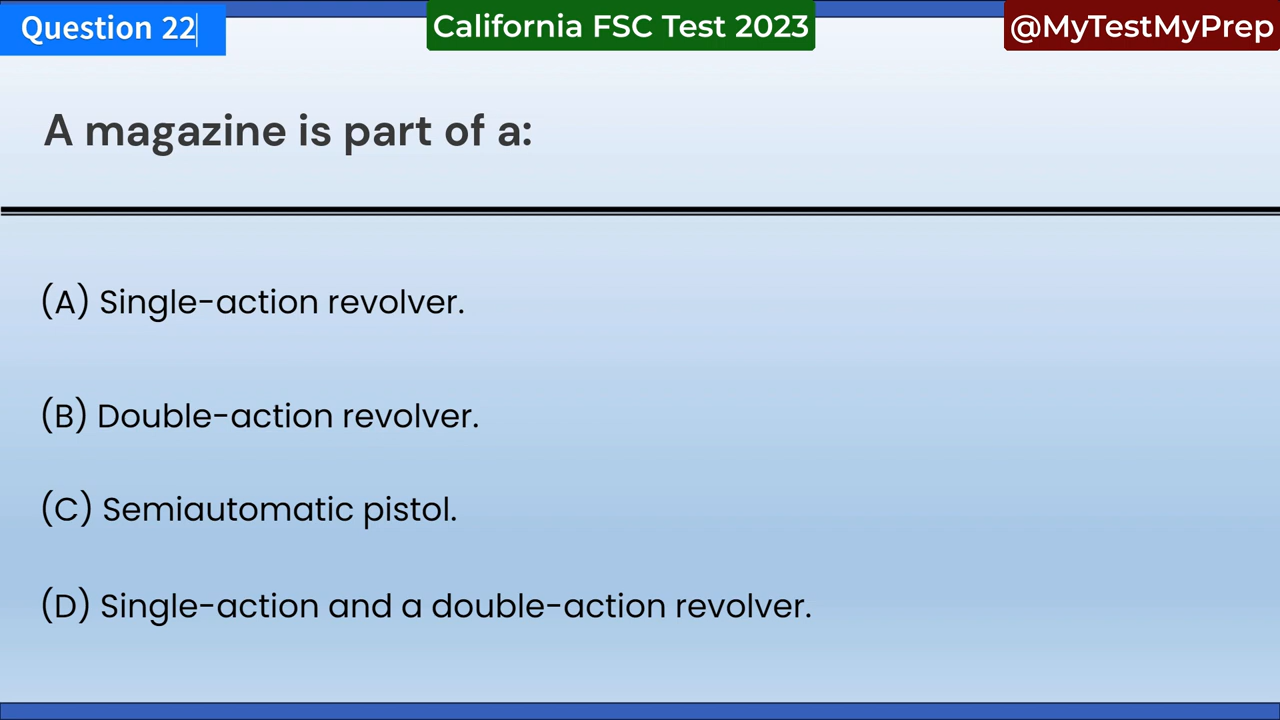 Question 22
California FSC Test 2023
@MyTestMyPrep
A magazine is part of a:
(A) Single-action revolver.
(B) Double-action revolver.
(C) Semiautomatic pistol.
(D) Single-action and a double-action revolver.